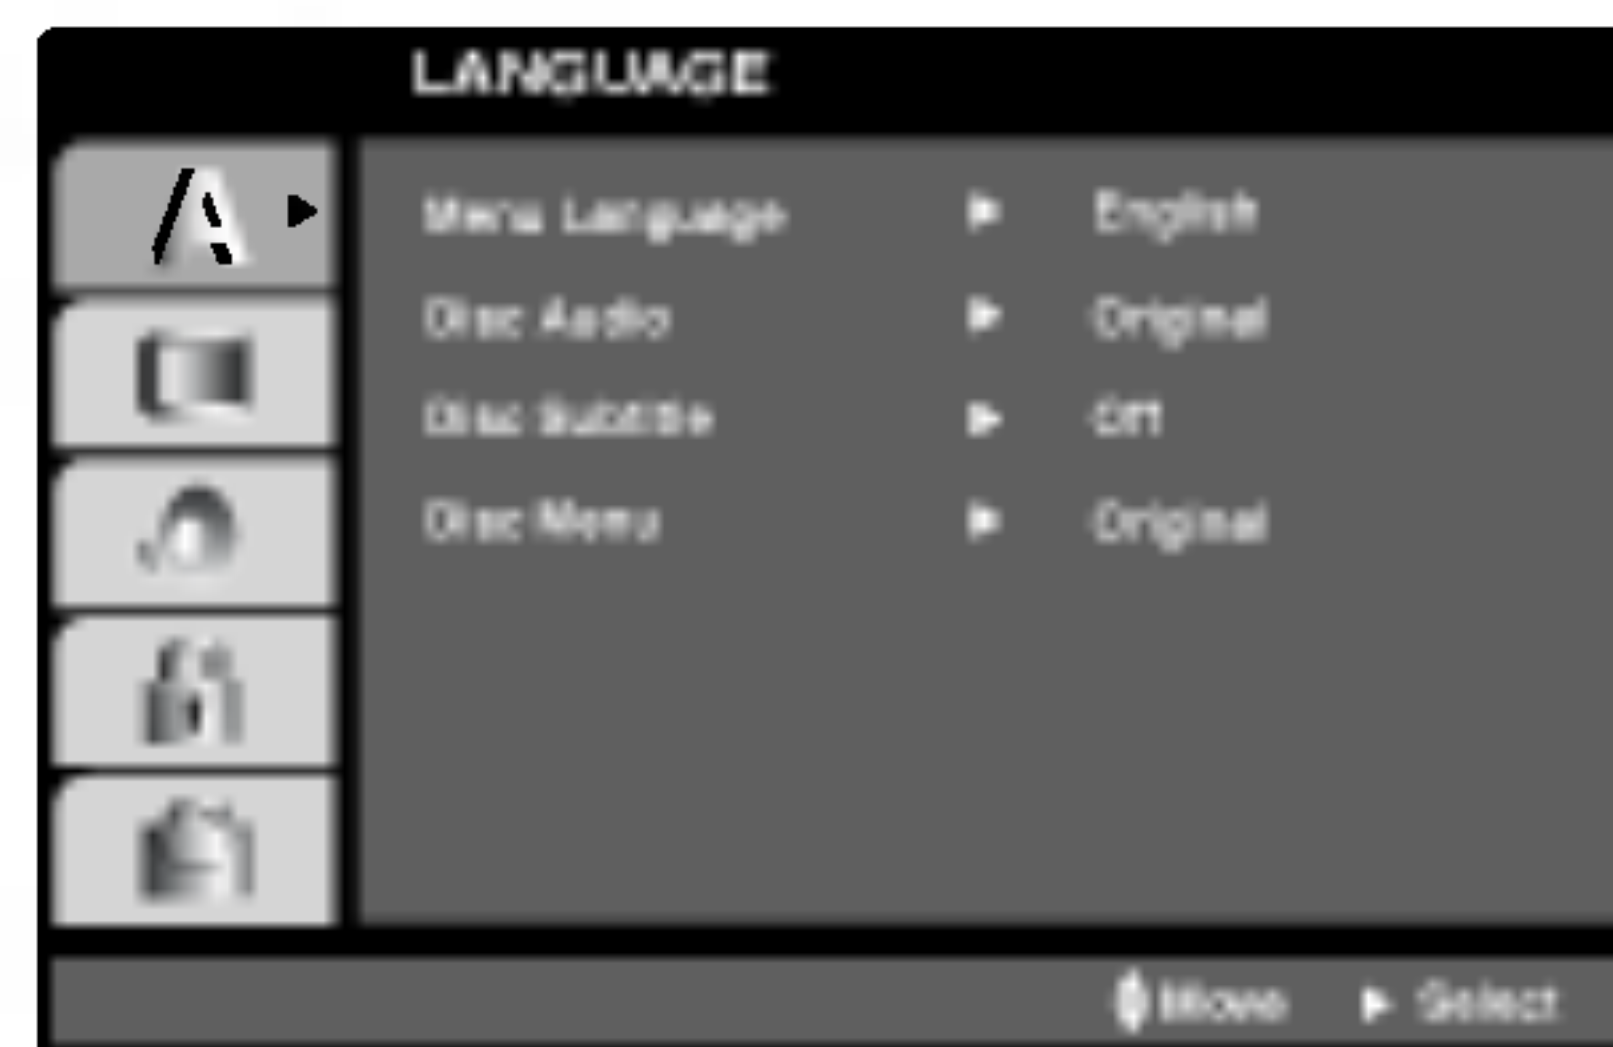 LANGUAGE
Menu Language ▶ English
Disc Audio ▶ Original
Disc Subtitle ▶ Off
Disc Menu ▶ Original
Move ▶ Select